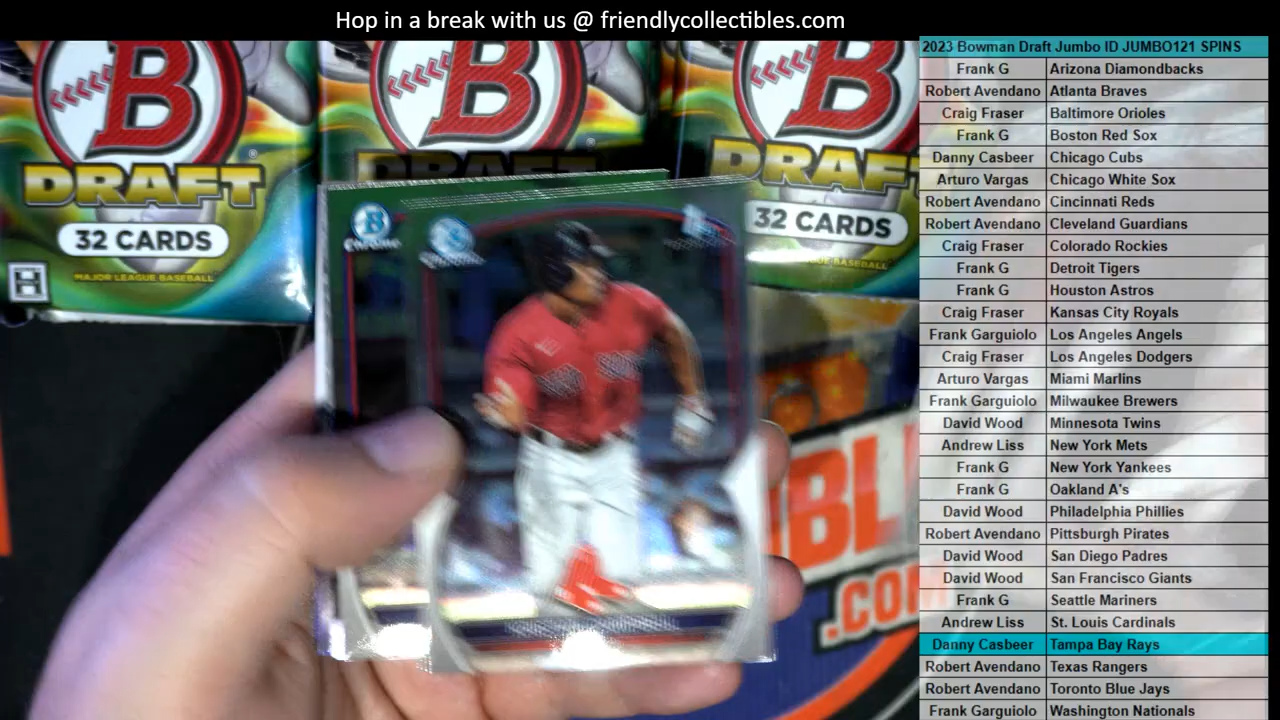 Hop in a break with us @ friendlycollectibles.com
B
DRAFT
32 CARDS
MAJOR LEAGUE BASEBALL
H
B
DRAFT
B
DRAFT
32 CARDS
B
.COM
2023 Bowman Draft Jumbo ID JUMBO121 SPINS
Frank G Arizona Diamondbacks
Robert Avendano Atlanta Braves
Craig Fraser Baltimore Orioles
Frank G Boston Red Sox
Danny Casbeer Chicago Cubs
Arturo Vargas Chicago White Sox
Robert Avendano Cincinnati Reds
Robert Avendano Cleveland Guardians
Craig Fraser Colorado Rockies
Frank G Detroit Tigers
Frank G Houston Astros
Craig Fraser Kansas City Royals
Frank Garguiolo Los Angeles Angels
Craig Fraser Los Angeles Dodgers
Arturo Vargas Miami Marlins
Frank Garguiolo Milwaukee Brewers
David Wood Minnesota Twins
Andrew Liss New York Mets
Frank G New York Yankees
Frank G Oakland A's
David Wood Philadelphia Phillies
Robert Avendano Pittsburgh Pirates
David Wood San Diego Padres
David Wood San Francisco Giants
Frank G Seattle Mariners
Andrew Liss St. Louis Cardinals
Danny Casbeer Tampa Bay Rays
Robert Avendano Texas Rangers
Robert Avendano Toronto Blue Jays
Frank Garguiolo Washington Nationals